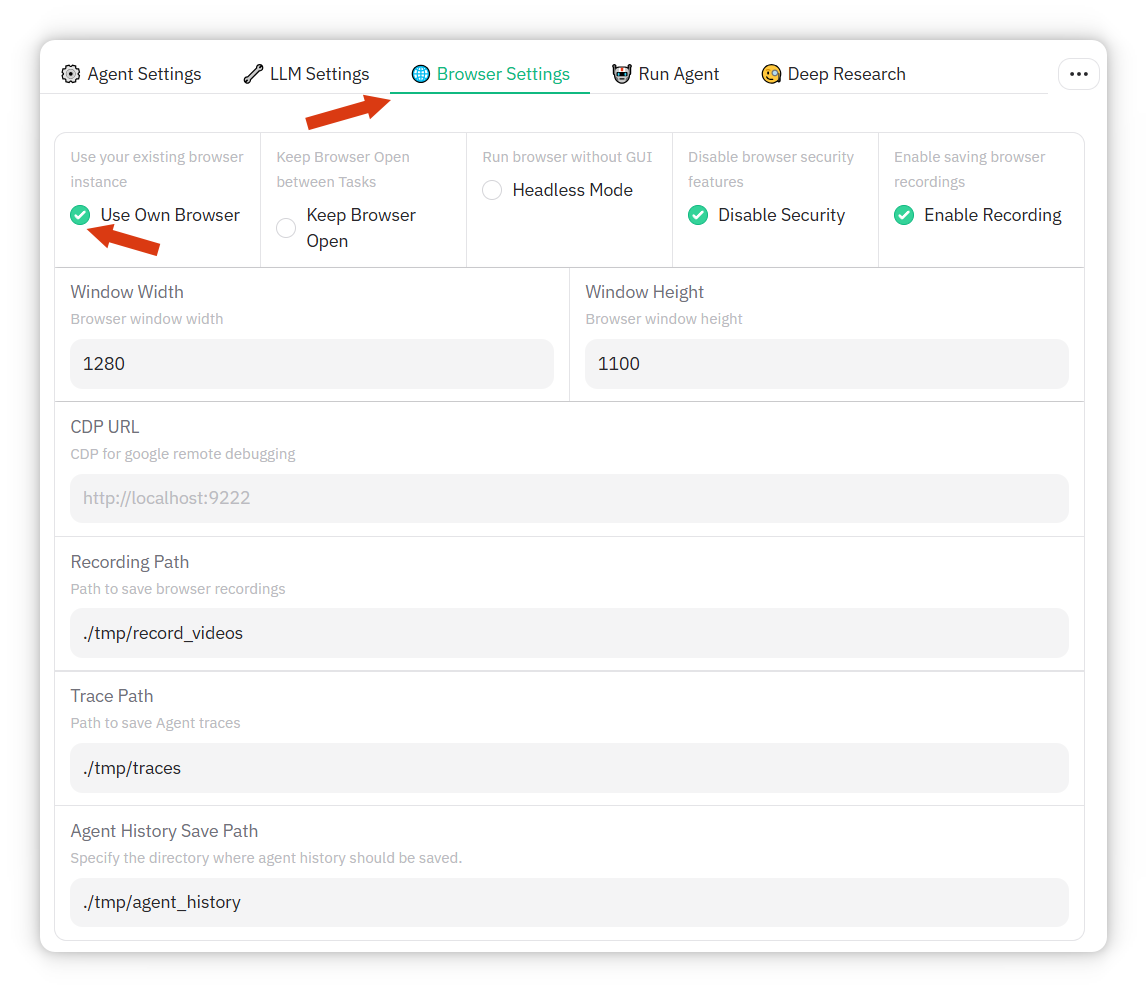 Agent Settings LLM Settings Browser Settings Run Agent Deep Research
Use your existing browser
instance
Use Own Browser
Keep Browser Open
between Tasks
Keep Browser
Open
Run browser without GUI
Headless Mode
Disable browser security
features
Disable Security
Enable saving browser
recordings
Enable Recording
Window Width
Browser window width
1280
Window Height
Browser window height
1100
CDP URL
CDP for google remote debugging
http://localhost:9222
Recording Path
Path to save browser recordings
./tmp/record_videos
Trace Path
Path to save Agent traces
./tmp/traces
Agent History Save Path
Specify the directory where agent history should be saved.
./tmp/agent_history